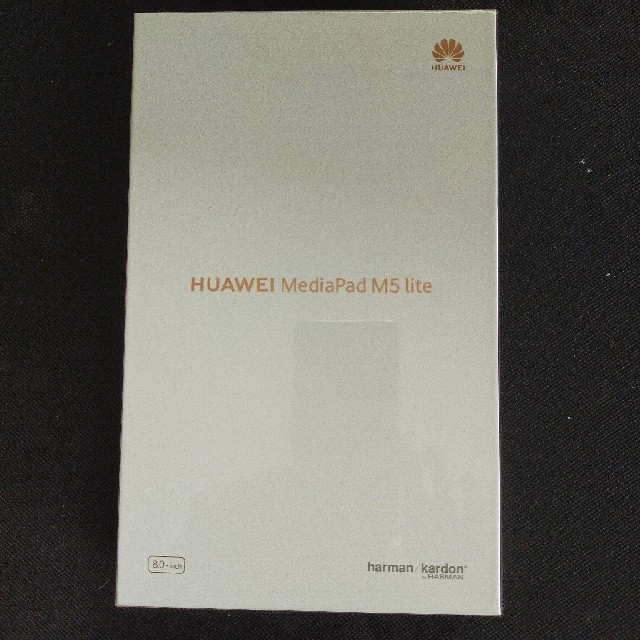 HUAWEI
HUAWEI MediaPad M5 lite
8.0-inch
harman/kardon®
by HARMAN